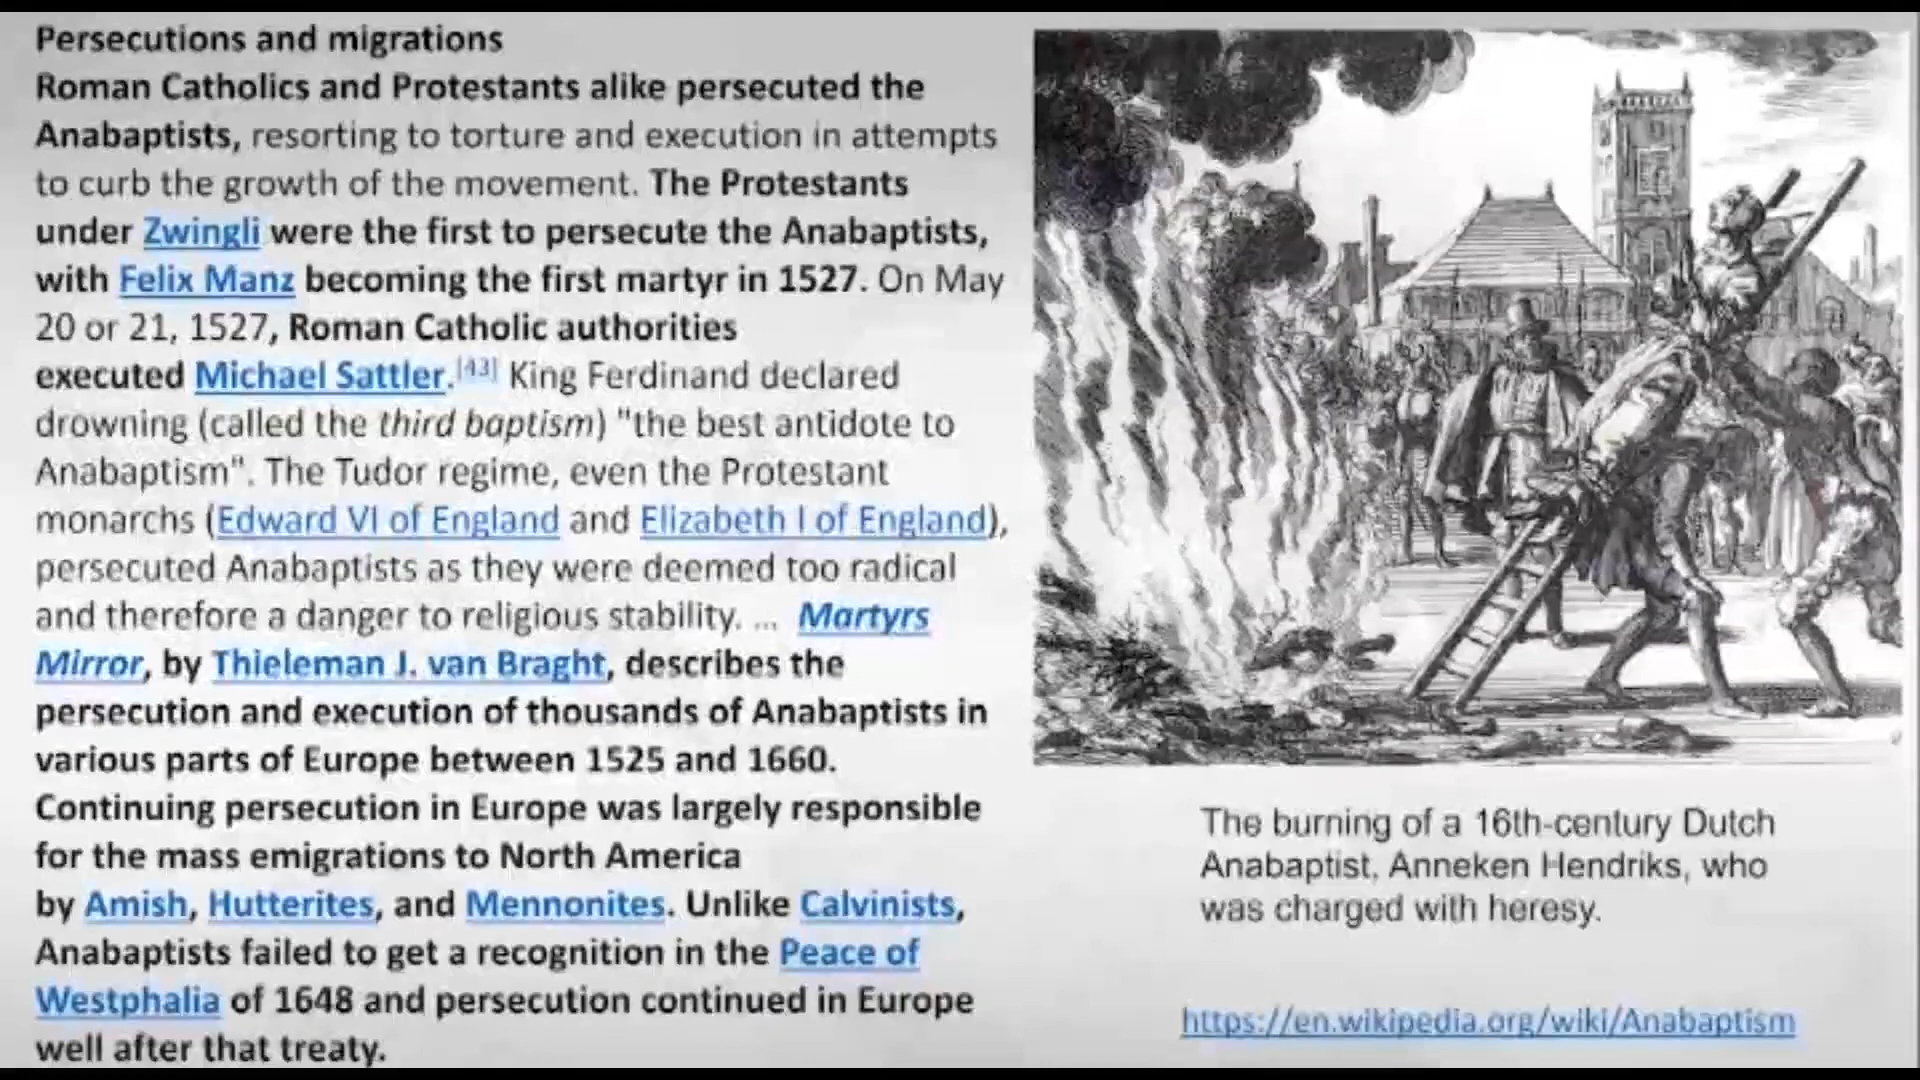 Persecutions and migrations
Roman Catholics and Protestants alike persecuted the
Anabaptists, resorting to torture and execution in attempts
to curb the growth of the movement. The Protestants
under Zwingli were the first to persecute the Anabaptists,
with Felix Manz becoming the first martyr in 1527. On May
20 or 21, 1527, Roman Catholic authorities
executed Michael Sattler.[43] King Ferdinand declared
drowning (called the third baptism) "the best antidote to
Anabaptism". The Tudor regime, even the Protestant
monarchs (Edward VI of England and Elizabeth I of England),
persecuted Anabaptists as they were deemed too radical
and therefore a danger to religious stability. ... Martyrs
Mirror, by Thieleman J. van Braght, describes the
persecution and execution of thousands of Anabaptists in
various parts of Europe between 1525 and 1660.
Continuing persecution in Europe was largely responsible
for the mass emigrations to North America
by Amish, Hutterites, and Mennonites. Unlike Calvinists,
Anabaptists failed to get a recognition in the Peace of
Westphalia of 1648 and persecution continued in Europe
well after that treaty.
The burning of a 16th-century Dutch
Anabaptist, Anneken Hendriks, who
was charged with heresy.
https://en.wikipedia.org/wiki/Anabaptism